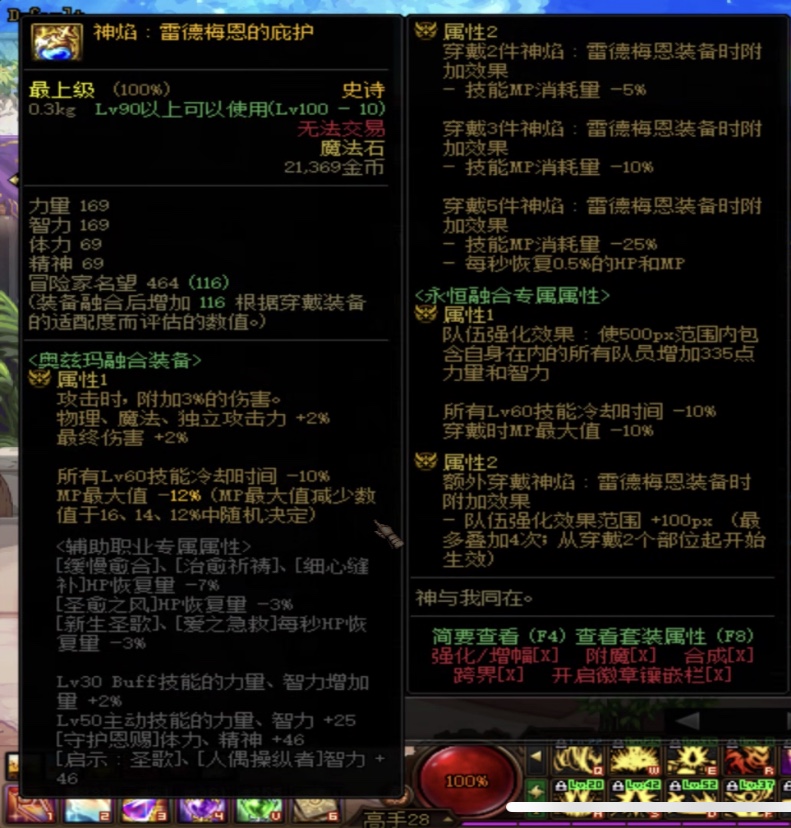 神焰：雷德梅恩的庇护
最上级 (100%)
史诗
0.3kg Lv90以上可以使用(Lv100 - 10)
无法交易
魔法石
21,369金币
力量 169
智力 169
体力 69
精神 69
冒险家名望 464 (116)
(装备融合后增加 116 根据穿戴装备
的适配度而评估的数值。)
<奥兹玛融合装备>
属性1
攻击时，附加3%的伤害。
物理、魔法、独立攻击力 +2%
最终伤害 +2%
所有Lv60技能冷却时间 -10%
MP最大值 -12% (MP最大值减少数
值于16、14、12%中随机决定)
<辅助职业专属属性>
[缓慢愈合]、[治愈祈祷]、[细心缝
补]HP恢复量 -7%
[圣愈之风]HP恢复量 -3%
[新生圣歌]、[爱之急救]每秒HP恢
复量 -3%
Lv30 Buff技能的力量、智力增加
量 +2%
Lv50主动技能的力量、智力 +25
[守护恩赐]体力、精神 +46
[启示：圣歌]、[人偶操纵者]智力 +
46
属性2
穿戴2件神焰：雷德梅恩装备时附
加效果
- 技能MP消耗量 -5%
穿戴3件神焰：雷德梅恩装备时附
加效果
- 技能MP消耗量 -10%
穿戴5件神焰：雷德梅恩装备时附
加效果
- 技能MP消耗量 -25%
- 每秒恢复0.5%的HP和MP
<永恒融合专属属性>
属性1
队伍强化效果：使500px范围内包
含自身在内的所有队员增加335点
力量和智力
所有Lv60技能冷却时间 -10%
穿戴时MP最大值 -10%
属性2
额外穿戴神焰：雷德梅恩装备时
附加效果
- 队伍强化效果范围 +100px （最
多叠加4次；从穿戴2个部位起开始
生效）
神与我同在。
简要查看 (F4) 查看套装属性 (F8)
强化/增幅[X] 附魔[X] 合成[X]
跨界[X] 开启徽章镶嵌栏[X]
100%
Q W E R
Lv20 Lv42 Lv52 Lv37
1 2 3 4 5 6
高手28